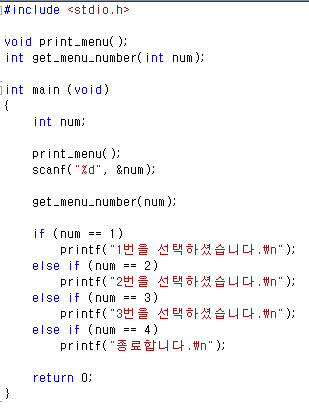 #include <stdio.h>
void print_menu();
int get_menu_number(int num);
int main (void)
{
int num;
print_menu();
scanf("%d", &num);
get_menu_number(num);
if (num == 1)
printf("1번을 선택하셨습니다.₩n");
else if (num == 2)
printf("2번을 선택하셨습니다.₩n");
else if (num == 3)
printf("3번을 선택하셨습니다.₩n");
else if (num == 4)
printf("종료합니다.₩n");
return 0;
}